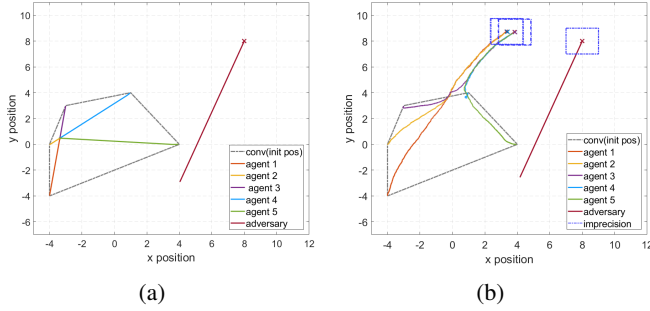 10
8
6
4
2
0
-2
-4
-6
y position
-4 -2 0 2 4 6 8 10 12
x position
conv(init pos)
agent 1
agent 2
agent 3
agent 4
agent 5
adversary
(a)
10
8
6
4
2
0
-2
-4
-6
y position
-4 -2 0 2 4 6 8 10 12
x position
conv(init pos)
agent 1
agent 2
agent 3
agent 4
agent 5
adversary
imprecision
(b)